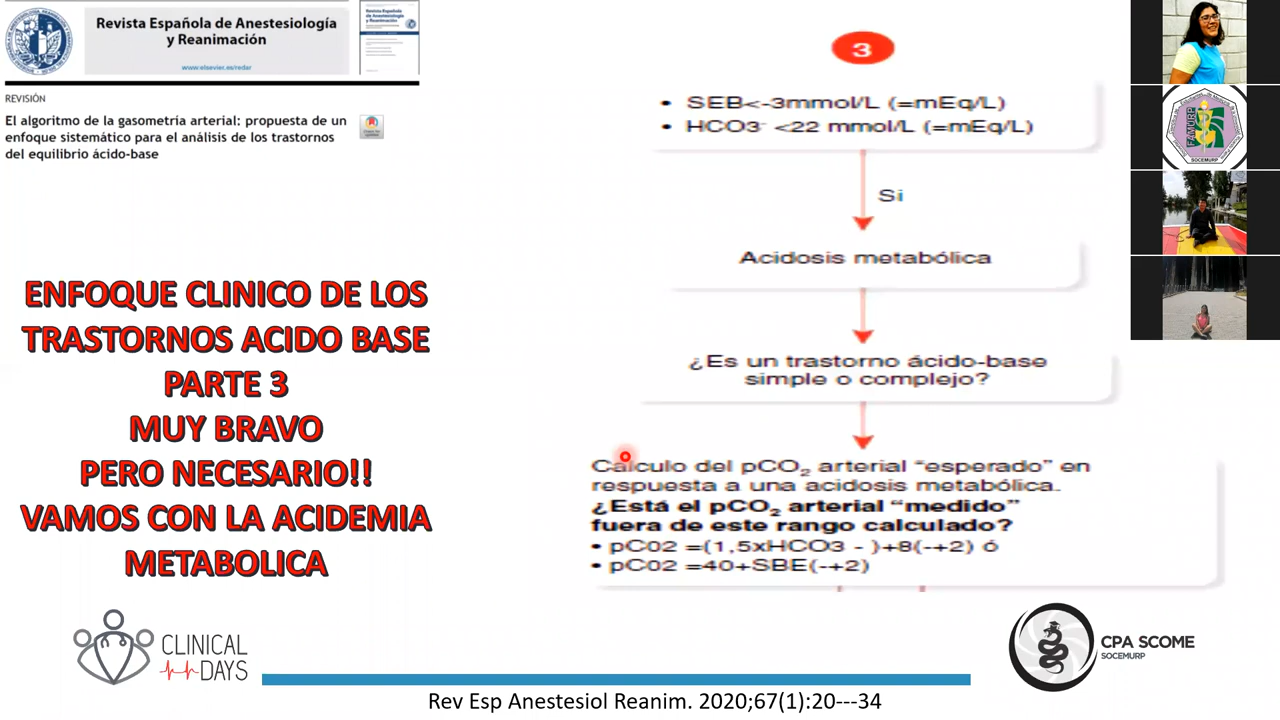 Revista Española de Anestesiología
y Reanimación
www.elsevier.es/redar
REVISIÓN
El algoritmo de la gasometría arterial: propuesta de un
enfoque sistemático para el análisis de los trastornos
del equilibrio ácido-base
ENFOQUE CLINICO DE LOS
TRASTORNOS ACIDO BASE
PARTE 3
MUY BRAVO
PERO NECESARIO!!
VAMOS CON LA ACIDEMIA
METABOLICA
3
• SEB<-3mmol/L (=mEq/L)
• HCO3⁻ <22 mmol/L (=mEq/L)
Si
Acidosis metabólica
¿Es un trastorno ácido-base
simple o complejo?
Calculo del pCO₂ arterial “esperado” en
respuesta a una acidosis metabólica.
¿Está el pCO₂ arterial “medido”
fuera de este rango calculado?
• pC02 =(1,5xHCO3 - )+8(-+2) ó
• pC02 =40+SBE(-+2)
CLINICAL
DAYS
CPA SCOME
SOCEMURP
Rev Esp Anestesiol Reanim. 2020;67(1):20---34
FAMURP
SOCEMURP